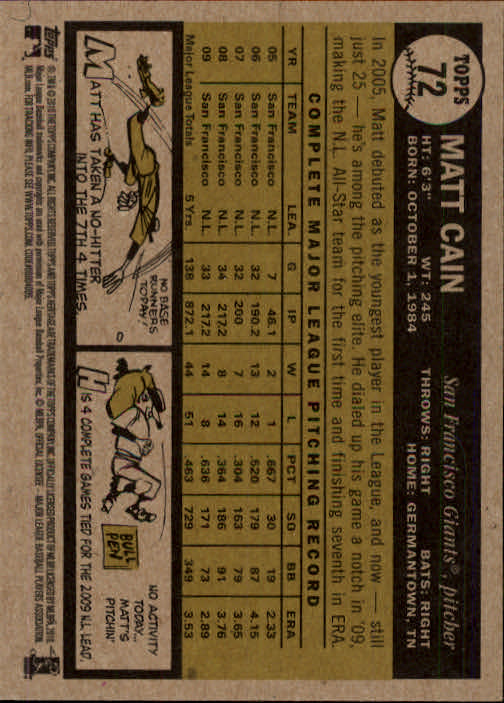 TOPPS
72
MATT CAIN
San Francisco Giants®, pitcher
HT: 6'3" WT: 245 THROWS: RIGHT BATS: RIGHT
BORN: OCTOBER 1, 1984 HOME: GERMANTOWN, TN
In 2005, Matt debuted as the youngest player in the League, and now — still
just 25 — he's among the pitching elite. He dialed up his game a notch in '09,
making the N.L. All-Star team for the first time and finishing seventh in ERA.
COMPLETE MAJOR LEAGUE PITCHING RECORD
YR TEAM LEA. G IP W L PCT SO BB ERA
05 San Francisco N.L. 7 46.1 2 1 .667 30 19 2.33
06 San Francisco N.L. 32 190.2 13 12 .520 179 87 4.15
07 San Francisco N.L. 32 200 7 16 .304 163 79 3.65
08 San Francisco N.L. 34 217.2 8 14 .364 186 91 3.76
09 San Francisco N.L. 33 217.2 14 8 .636 171 73 2.89
Major League Totals 5 Yrs. 138 872.1 44 51 .463 729 349 3.53
NO BASE
RUNNERS
TODAY!
MATT HAS TAKEN A NO-HITTER
INTO THE 7TH 4 TIMES.
BULL
PEN
NO ACTIVITY
TODAY...
MATT'S
PITCHIN'
HIS 4 COMPLETE GAMES TIED FOR THE 2009 N.L. LEAD.
TOPPS